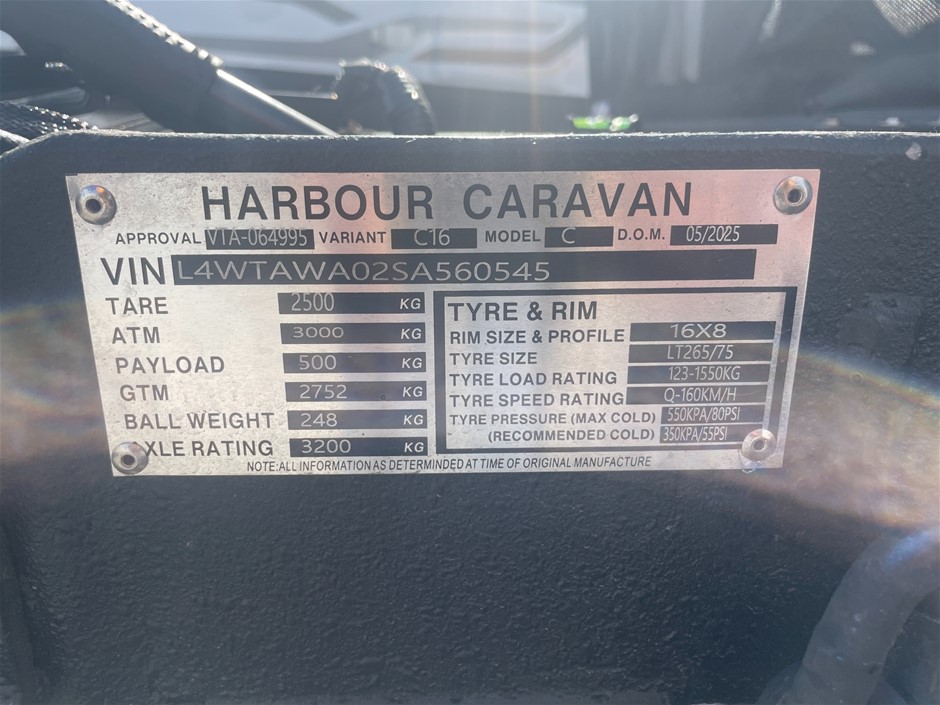 HARBOUR CARAVAN
APPROVAL VTA-064995 VARIANT C16 MODEL C D.O.M. 05/2025
VIN L4WTAWA02SA560545
TARE 2500 KG
ATM 3000 KG
PAYLOAD 500 KG
GTM 2752 KG
BALL WEIGHT 248 KG
XLE RATING 3200 KG
TYRE & RIM
RIM SIZE & PROFILE 16X8
TYRE SIZE LT265/75
TYRE LOAD RATING 123-1550KG
TYRE SPEED RATING Q-160KM/H
TYRE PRESSURE (MAX COLD) 550KPA/80PSI
(RECOMMENDED COLD) 350KPA/55PSI
NOTE:ALL INFORMATION AS DETERMINDED AT TIME OF ORIGINAL MANUFACTURE